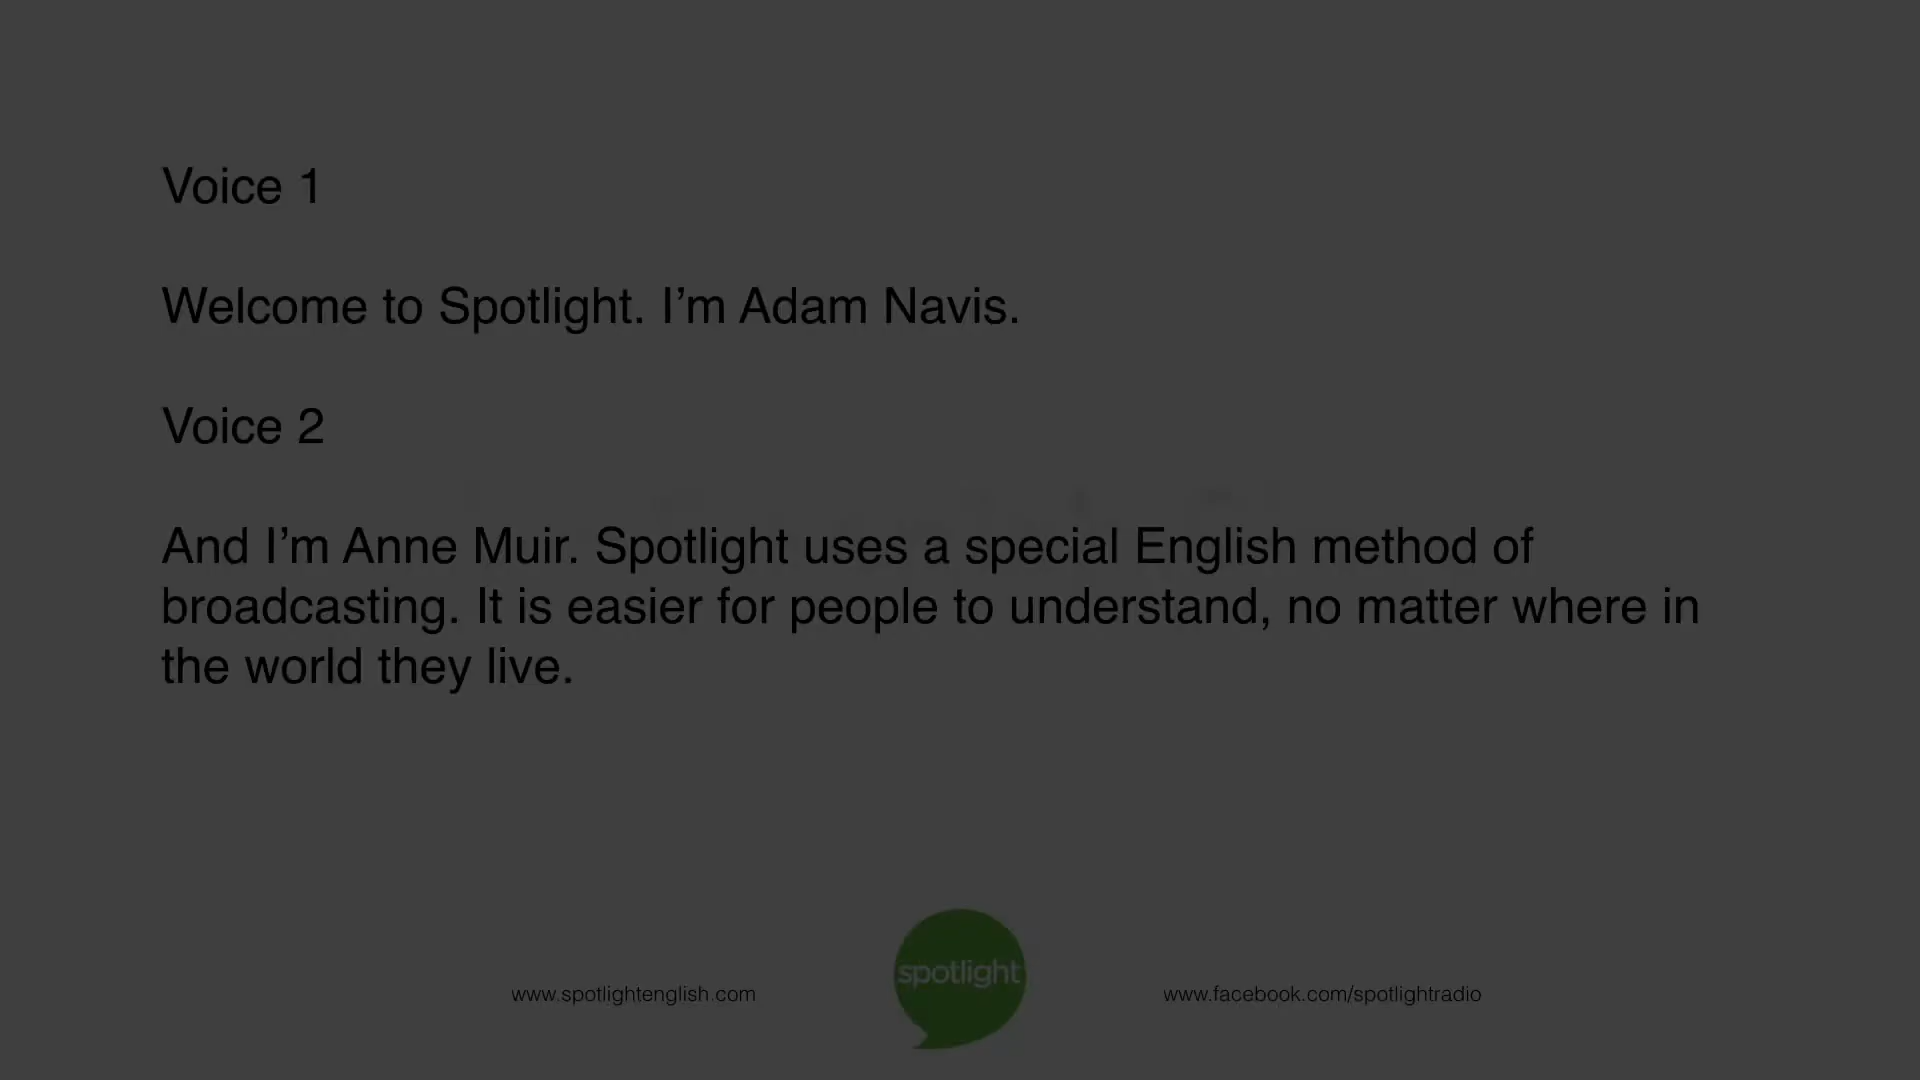 Voice 1
Welcome to Spotlight. I’m Adam Navis.
Voice 2
And I’m Anne Muir. Spotlight uses a special English method of
broadcasting. It is easier for people to understand, no matter where in
the world they live.
www.spotlightenglish.com
spotlight
www.facebook.com/spotlightradio